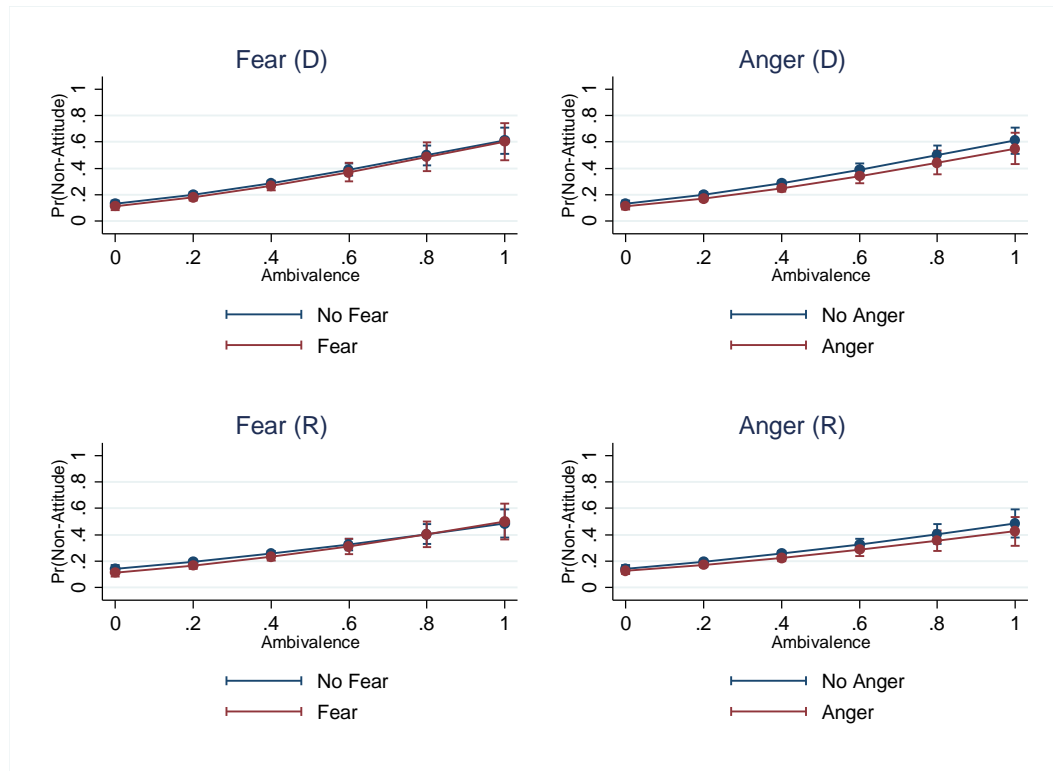 Fear (D)
Pr(Non-Attitude)
0 .2 .4 .6 .8 1
0 .2 .4 .6 .8 1
Ambivalence
No Fear
Fear
Anger (D)
Pr(Non-Attitude)
0 .2 .4 .6 .8 1
0 .2 .4 .6 .8 1
Ambivalence
No Anger
Anger
Fear (R)
Pr(Non-Attitude)
0 .2 .4 .6 .8 1
0 .2 .4 .6 .8 1
Ambivalence
No Fear
Fear
Anger (R)
Pr(Non-Attitude)
0 .2 .4 .6 .8 1
0 .2 .4 .6 .8 1
Ambivalence
No Anger
Anger